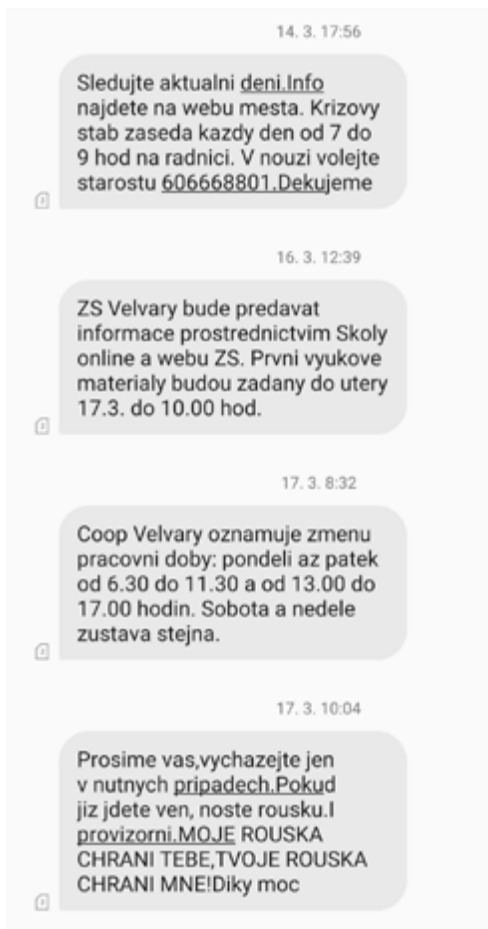 14. 3. 17:56
Sledujte aktualni deni.Info
najdete na webu mesta. Krizovy
stab zaseda kazdy den od 7 do
9 hod na radnici. V nouzi volejte
starostu 606668801.Dekujeme
16. 3. 12:39
ZS Velvary bude predavat
informace prostrednictvim Skoly
online a webu ZS. Prvni vyukove
materialy budou zadany do utery
17.3. do 10.00 hod.
17. 3. 8:32
Coop Velvary oznamuje zmenu
pracovni doby: pondeli az patek
od 6.30 do 11.30 a od 13.00 do
17.00 hodin. Sobota a nedele
zustava stejna.
17. 3. 10:04
Prosime vas,vychazejte jen
v nutnych pripadech.Pokud
jiz jdete ven, noste rousku.I
provizorni.MOJE ROUSKA
CHRANI TEBE,TVOJE ROUSKA
CHRANI MNE!Diky moc